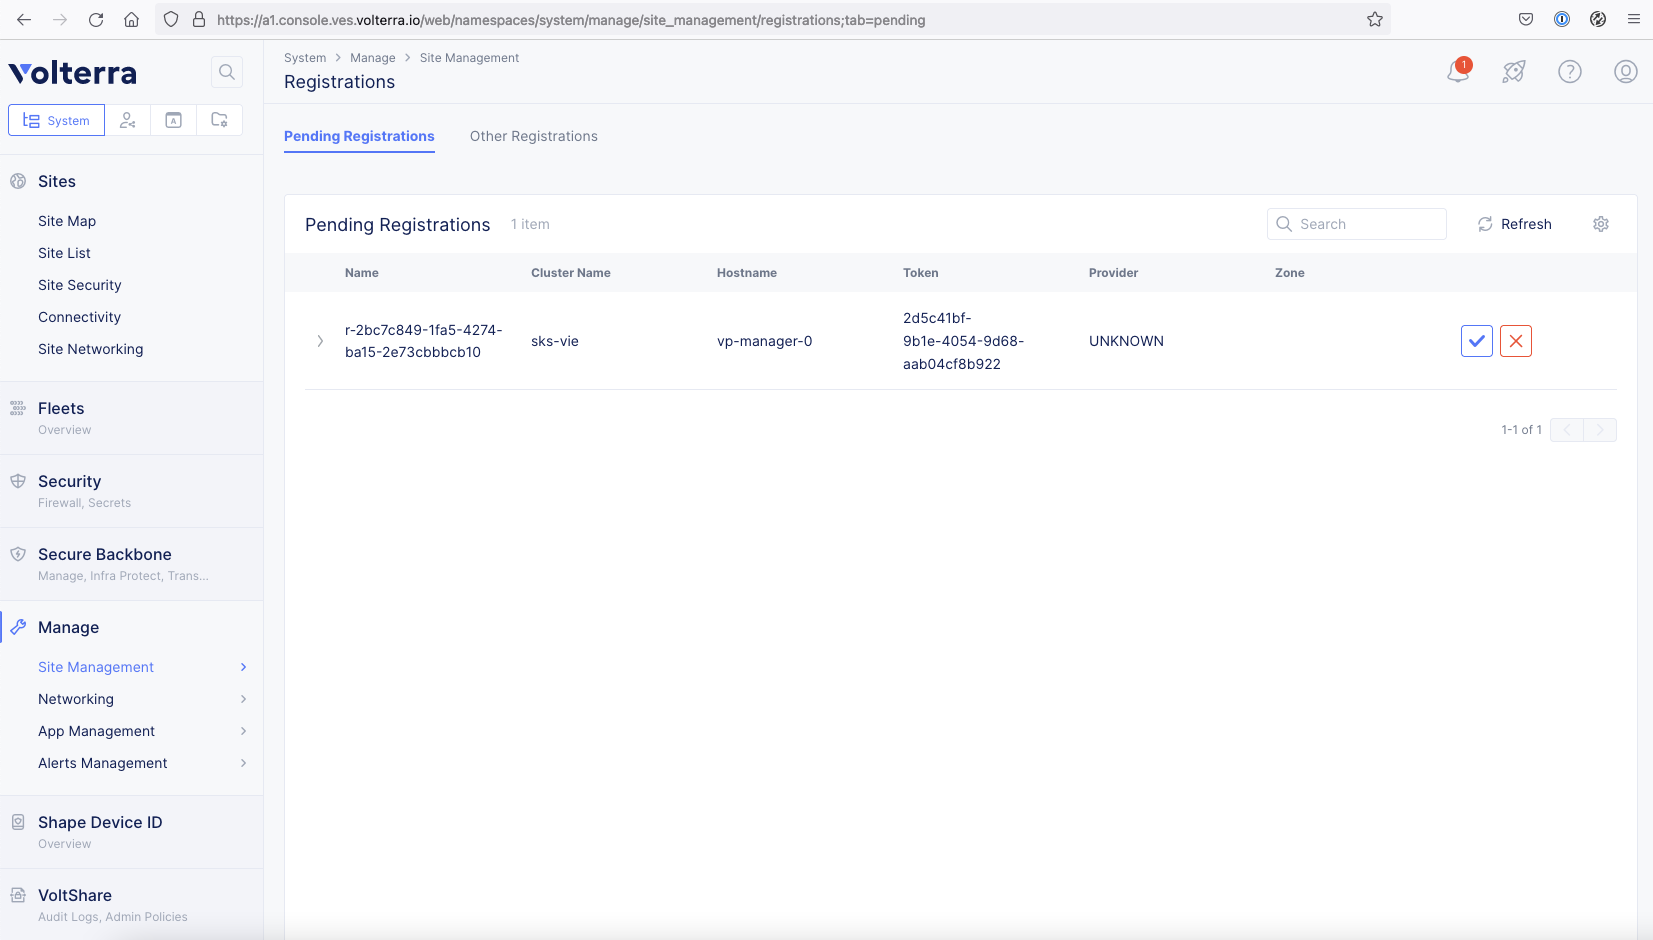 https://a1.console.ves.volterra.io/web/namespaces/system/manage/site_management/registrations;tab=pending
Volterra
System
Sites
Site Map
Site List
Site Security
Connectivity
Site Networking
Fleets
Overview
Security
Firewall, Secrets
Secure Backbone
Manage, Infra Protect, Trans...
Manage
Site Management
Networking
App Management
Alerts Management
Shape Device ID
Overview
VoltShare
Audit Logs, Admin Policies
System > Manage > Site Management
Registrations
1
Pending Registrations Other Registrations
Pending Registrations 1 item
Search
Refresh
Name Cluster Name Hostname Token Provider Zone
r-2bc7c849-1fa5-4274-
ba15-2e73cbbbcb10
sks-vie
vp-manager-0
2d5c41bf-
9b1e-4054-9d68-
aab04cf8b922
UNKNOWN
1-1 of 1